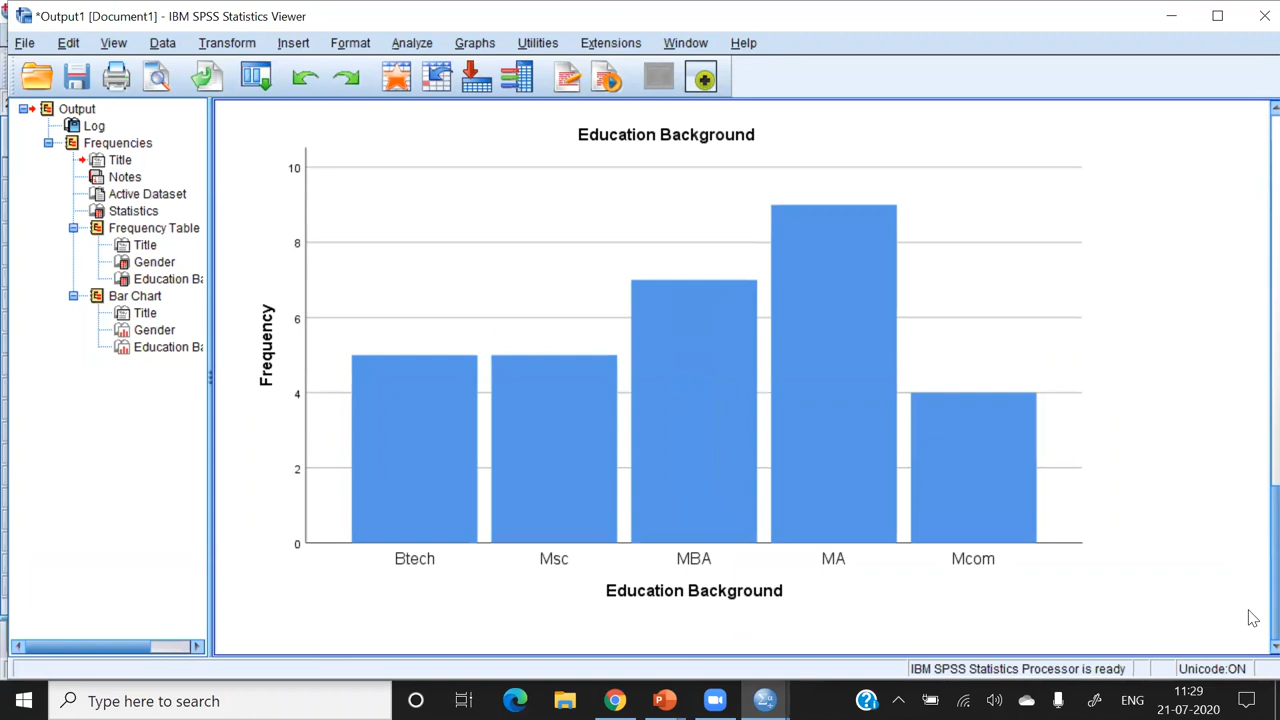 *Output1 [Document1] - IBM SPSS Statistics Viewer
File Edit View Data Transform Insert Format Analyze Graphs Utilities Extensions Window Help
Output
Log
Frequencies
Title
Notes
Active Dataset
Statistics
Frequency Table
Title
Gender
Education Ba
Bar Chart
Title
Gender
Education Ba
Education Background
10
8
6
4
2
0
Frequency
Btech Msc MBA MA Mcom
Education Background
IBM SPSS Statistics Processor is ready Unicode:ON
Type here to search
ENG
11:29
21-07-2020